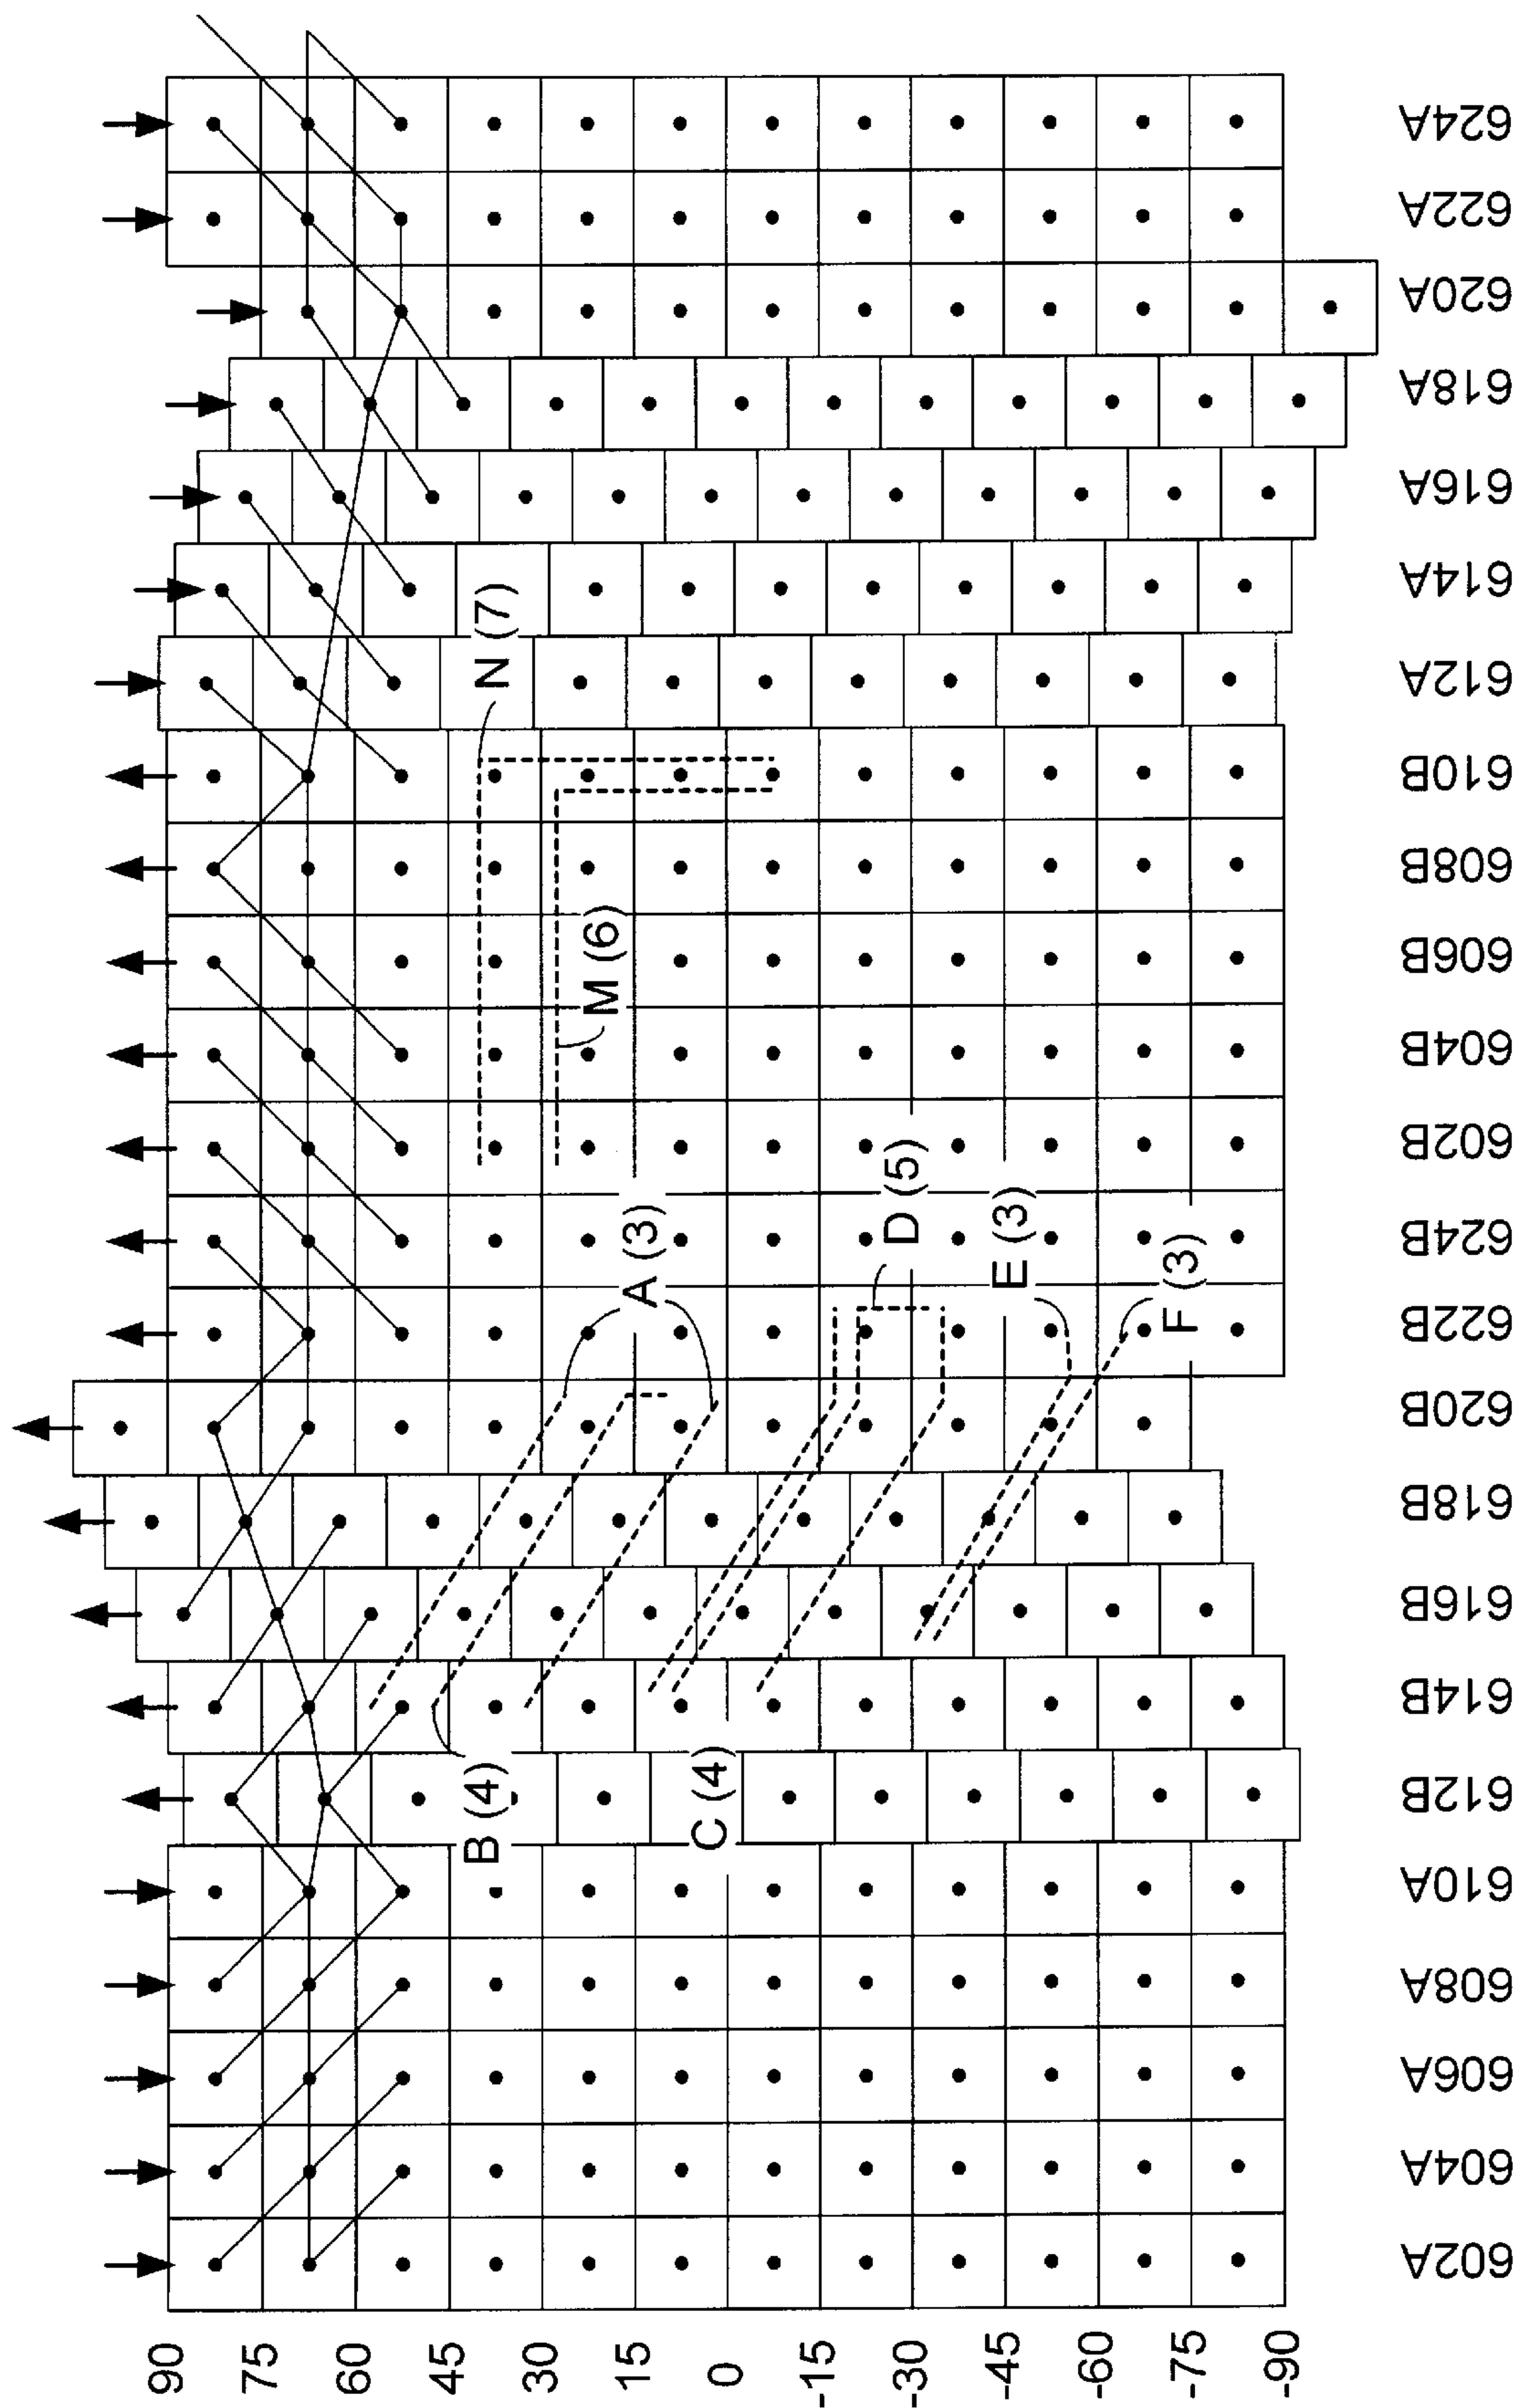 624A
622A
620A
618A
616A
614A
612A
610B
608B
606B
604B
602B
624B
622B
620B
618B
616B
614B
612B
610A
608A
606A
604A
602A
N (7)
M (6)
A (3)
D (5)
E (3)
F (3)
B (4)
C (4)
90
75
60
45
30
15
0
-15
-30
-45
-60
-75
-90